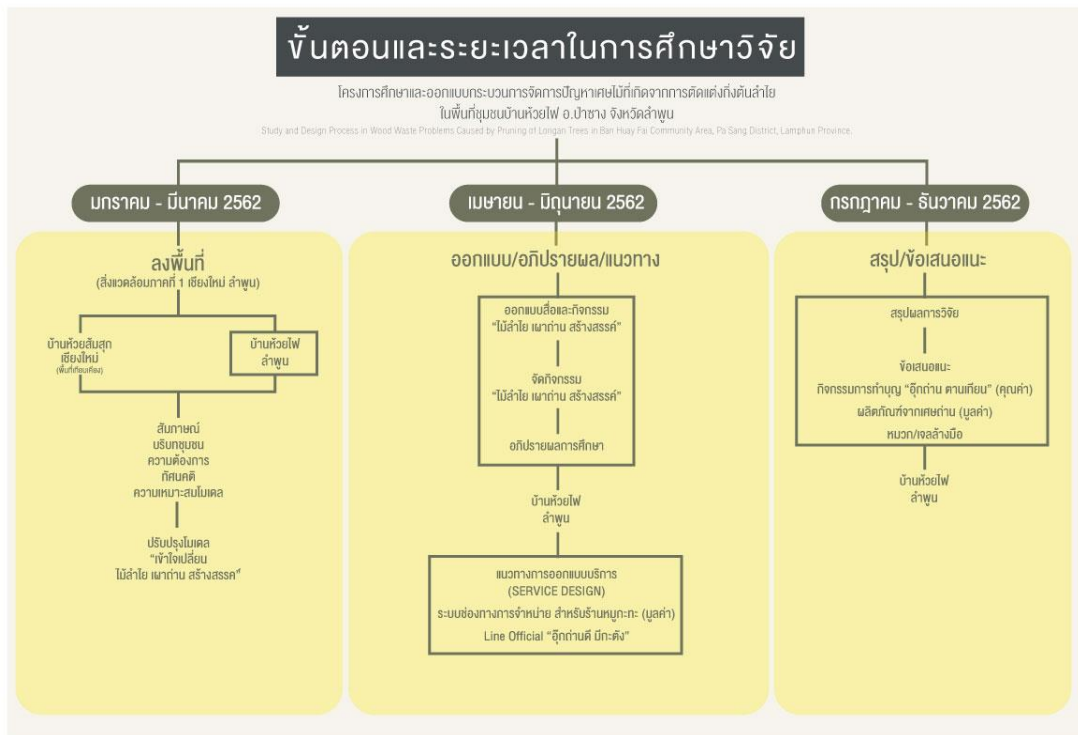 ขั้นตอนและระยะเวลาในการศึกษาวิจัย
โครงการศึกษาและออกแบบกระบวนการจัดการปัญหาเศษไม้ที่เกิดจากการตัดแต่งกิ่งต้นลำไย
ในพื้นที่ชุมชนบ้านห้วยไฟ อ.ป่าซาง จังหวัดลำพูน
Study and Design Process in Wood Waste Problems Caused by Pruning of Longan Trees in Ban Huay Fai Community Area, Pa Sang District, Lamphun Province.
มกราคม - มีนาคม 2562
ลงพื้นที่
(สิ่งแวดล้อมภาคที่ 1 เชียงใหม่ ลำพูน)
บ้านห้วยส้มสุก
เชียงใหม่
(พื้นที่เทียบเคียง)
บ้านห้วยไฟ
ลำพูน
สัมภาษณ์
บริบทชุมชน
ความต้องการ
ทัศนคติ
ความเหมาะสมโมเดล
ปรับปรุงโมเดล
"เข้าใจเปลี่ยน
ไม้ลำไย เผาถ่าน สร้างสรรค์"
เมษายน - มิถุนายน 2562
ออกแบบ/อภิปรายผล/แนวทาง
ออกแบบสื่อและกิจกรรม
"ไม้ลำไย เผาถ่าน สร้างสรรค์"
จัดกิจกรรม
"ไม้ลำไย เผาถ่าน สร้างสรรค์"
อภิปรายผลการศึกษา
บ้านห้วยไฟ
ลำพูน
แนวทางการออกแบบบริการ
(SERVICE DESIGN)
ระบบช่องทางการจำหน่าย สำหรับร้านหมูกะทะ (มูลค่า)
Line Official "อุ๊กถ่านดี มีกะตัง"
กรกฎาคม - ธันวาคม 2562
สรุป/ข้อเสนอแนะ
สรุปผลการวิจัย
ข้อเสนอแนะ
กิจกรรมการทำบุญ "อุ๊กถ่าน ตานเทียน" (คุณค่า)
ผลิตภัณฑ์จากเศษถ่าน (มูลค่า)
หมวก/เจลล้างมือ
บ้านห้วยไฟ
ลำพูน